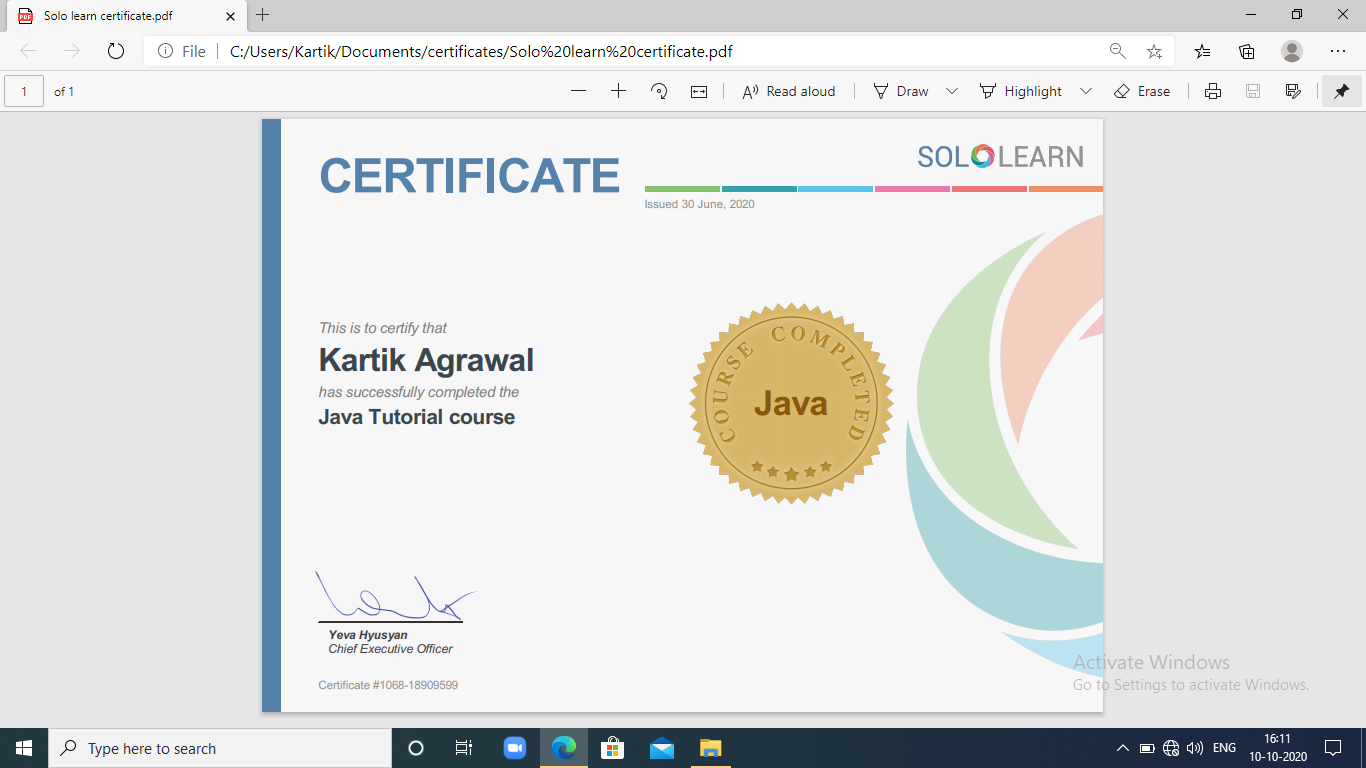 Solo learn certificate.pdf
File
C:/Users/Kartik/Documents/certificates/Solo%20learn%20certificate.pdf
1 of 1
Read aloud
Draw
Highlight
Erase
CERTIFICATE
SOLOLEARN
Issued 30 June, 2020
This is to certify that
Kartik Agrawal
has successfully completed the
Java Tutorial course
COURSE COMPLETED
Java
Yeva Hyusyan
Chief Executive Officer
Certificate #1068-18909599
Activate Windows
Go to Settings to activate Windows.
Type here to search
ENG
16:11
10-10-2020